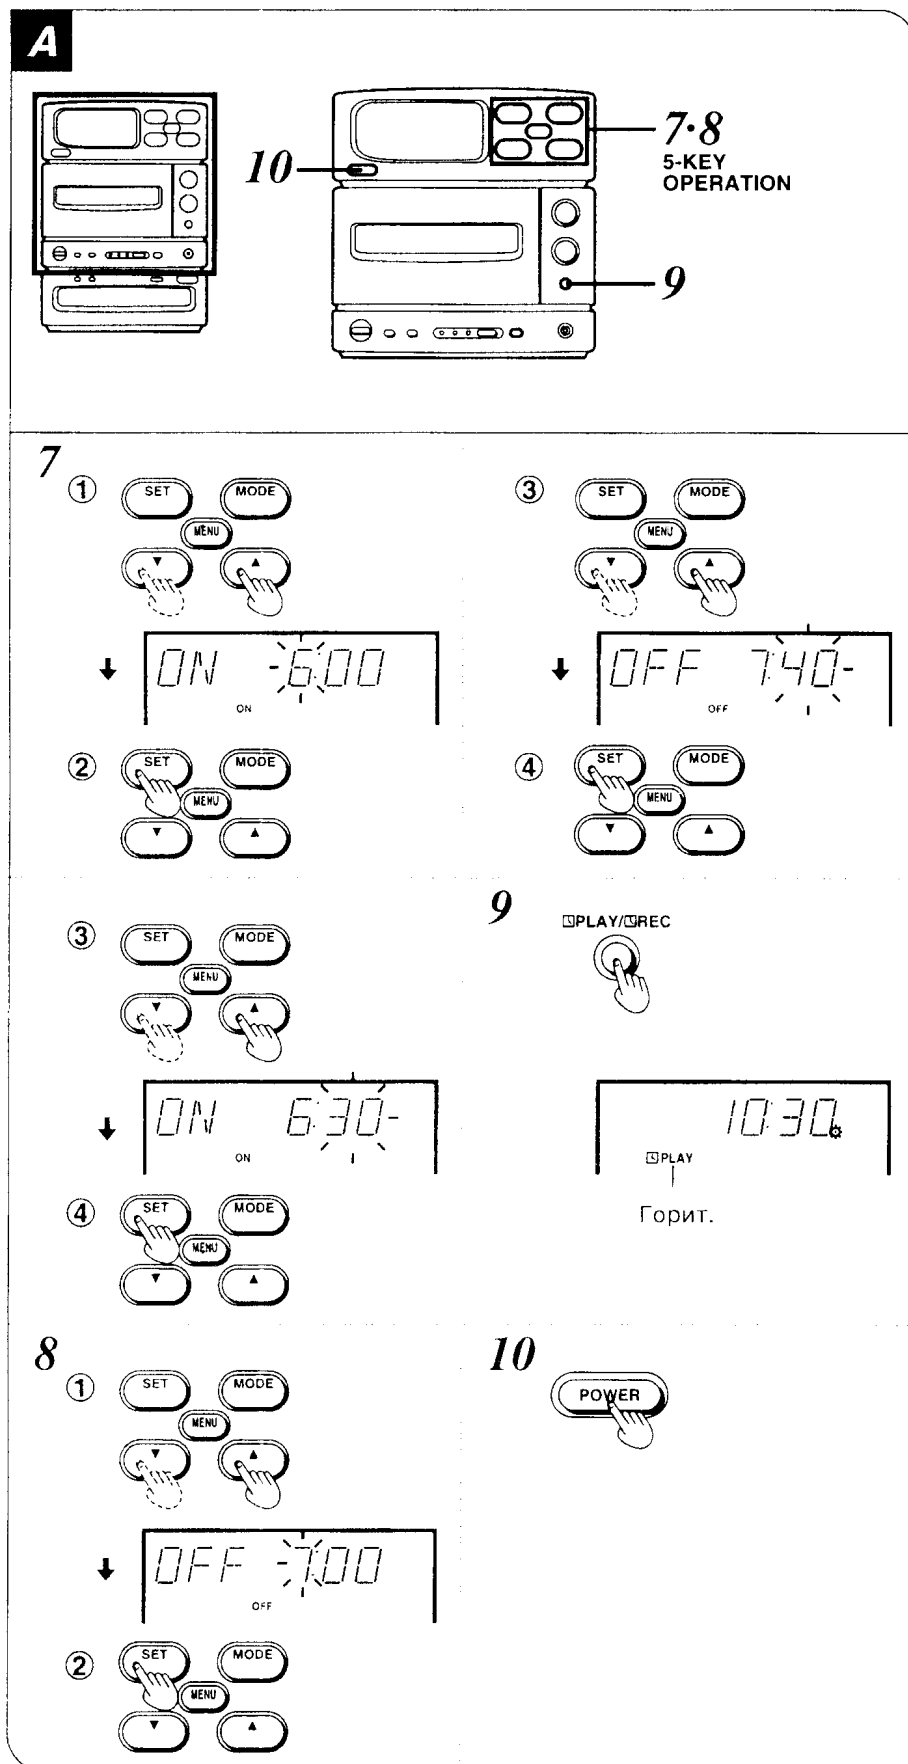 A
10
7·8
5-KEY
OPERATION
9
7
① SET MODE
MENU
▼ ▲
ON 6:00
ON
② SET MODE
MENU
▼ ▲
③ SET MODE
MENU
▼ ▲
ON 6:30
ON
④ SET MODE
MENU
▼ ▲
8
① SET MODE
MENU
▼ ▲
OFF 7:00
OFF
② SET MODE
MENU
▼ ▲
③ SET MODE
MENU
▼ ▲
OFF 7:40
OFF
④ SET MODE
MENU
▼ ▲
9
PLAY/REC
10:30
PLAY
Горит.
10
POWER